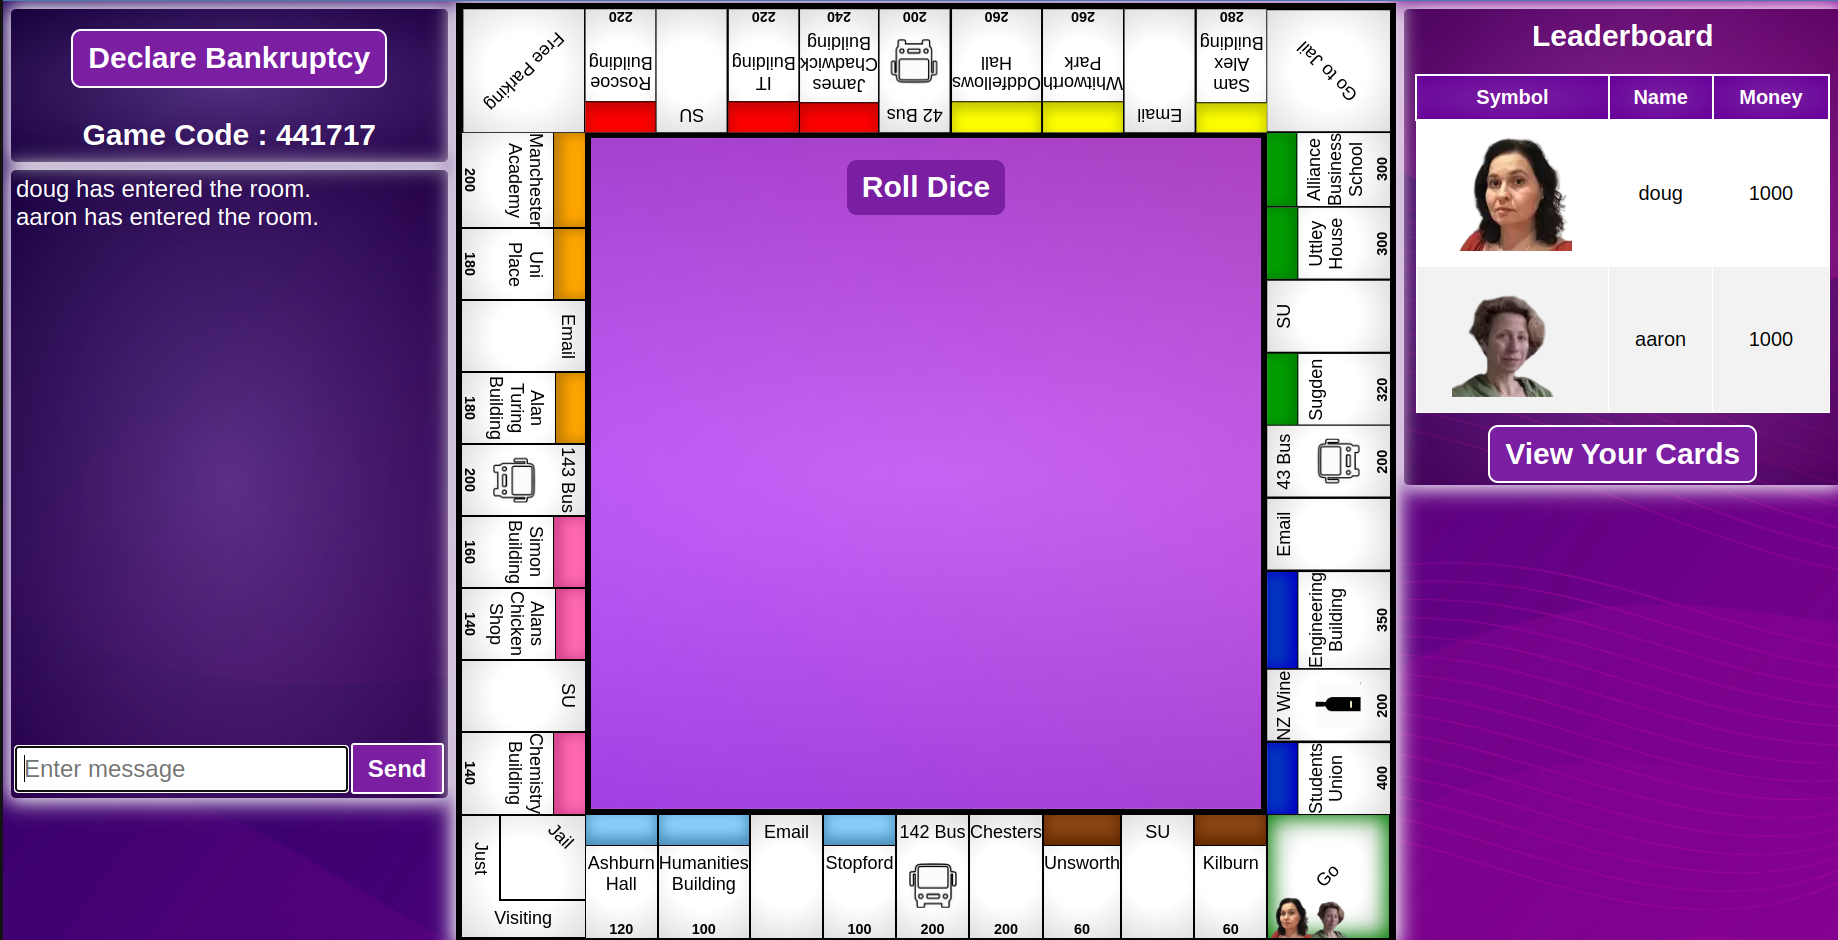 Declare Bankruptcy
Game Code : 441717
doug has entered the room.
aaron has entered the room.
Enter message
Send
Free Parking
220
Roscoe
Building
SU
220
IT
Building
240
James
Chadwick
Building
200
42 Bus
260
Oddfellows
Hall
260
Whitworth
Park
Email
280
Sam
Alex
Building
Go to Jail
Manchester
Academy
200
Uni
Place
180
Email
Alan
Turing
Building
180
143 Bus
200
Simon
Building
160
Alans
Chicken
Shop
140
SU
Chemistry
Building
140
Roll Dice
Alliance
Business
School
300
Uttley
House
300
SU
Sugden
320
43 Bus
200
Email
Engineering
Building
350
NZ Wine
200
Students
Union
400
Just
Jail
Visiting
Ashburn
Hall
120
Humanities
Building
100
Email
Stopford
100
142 Bus
200
Chesters
200
Unsworth
60
SU
Kilburn
60
Go
Leaderboard
Symbol Name Money
doug 1000
aaron 1000
View Your Cards